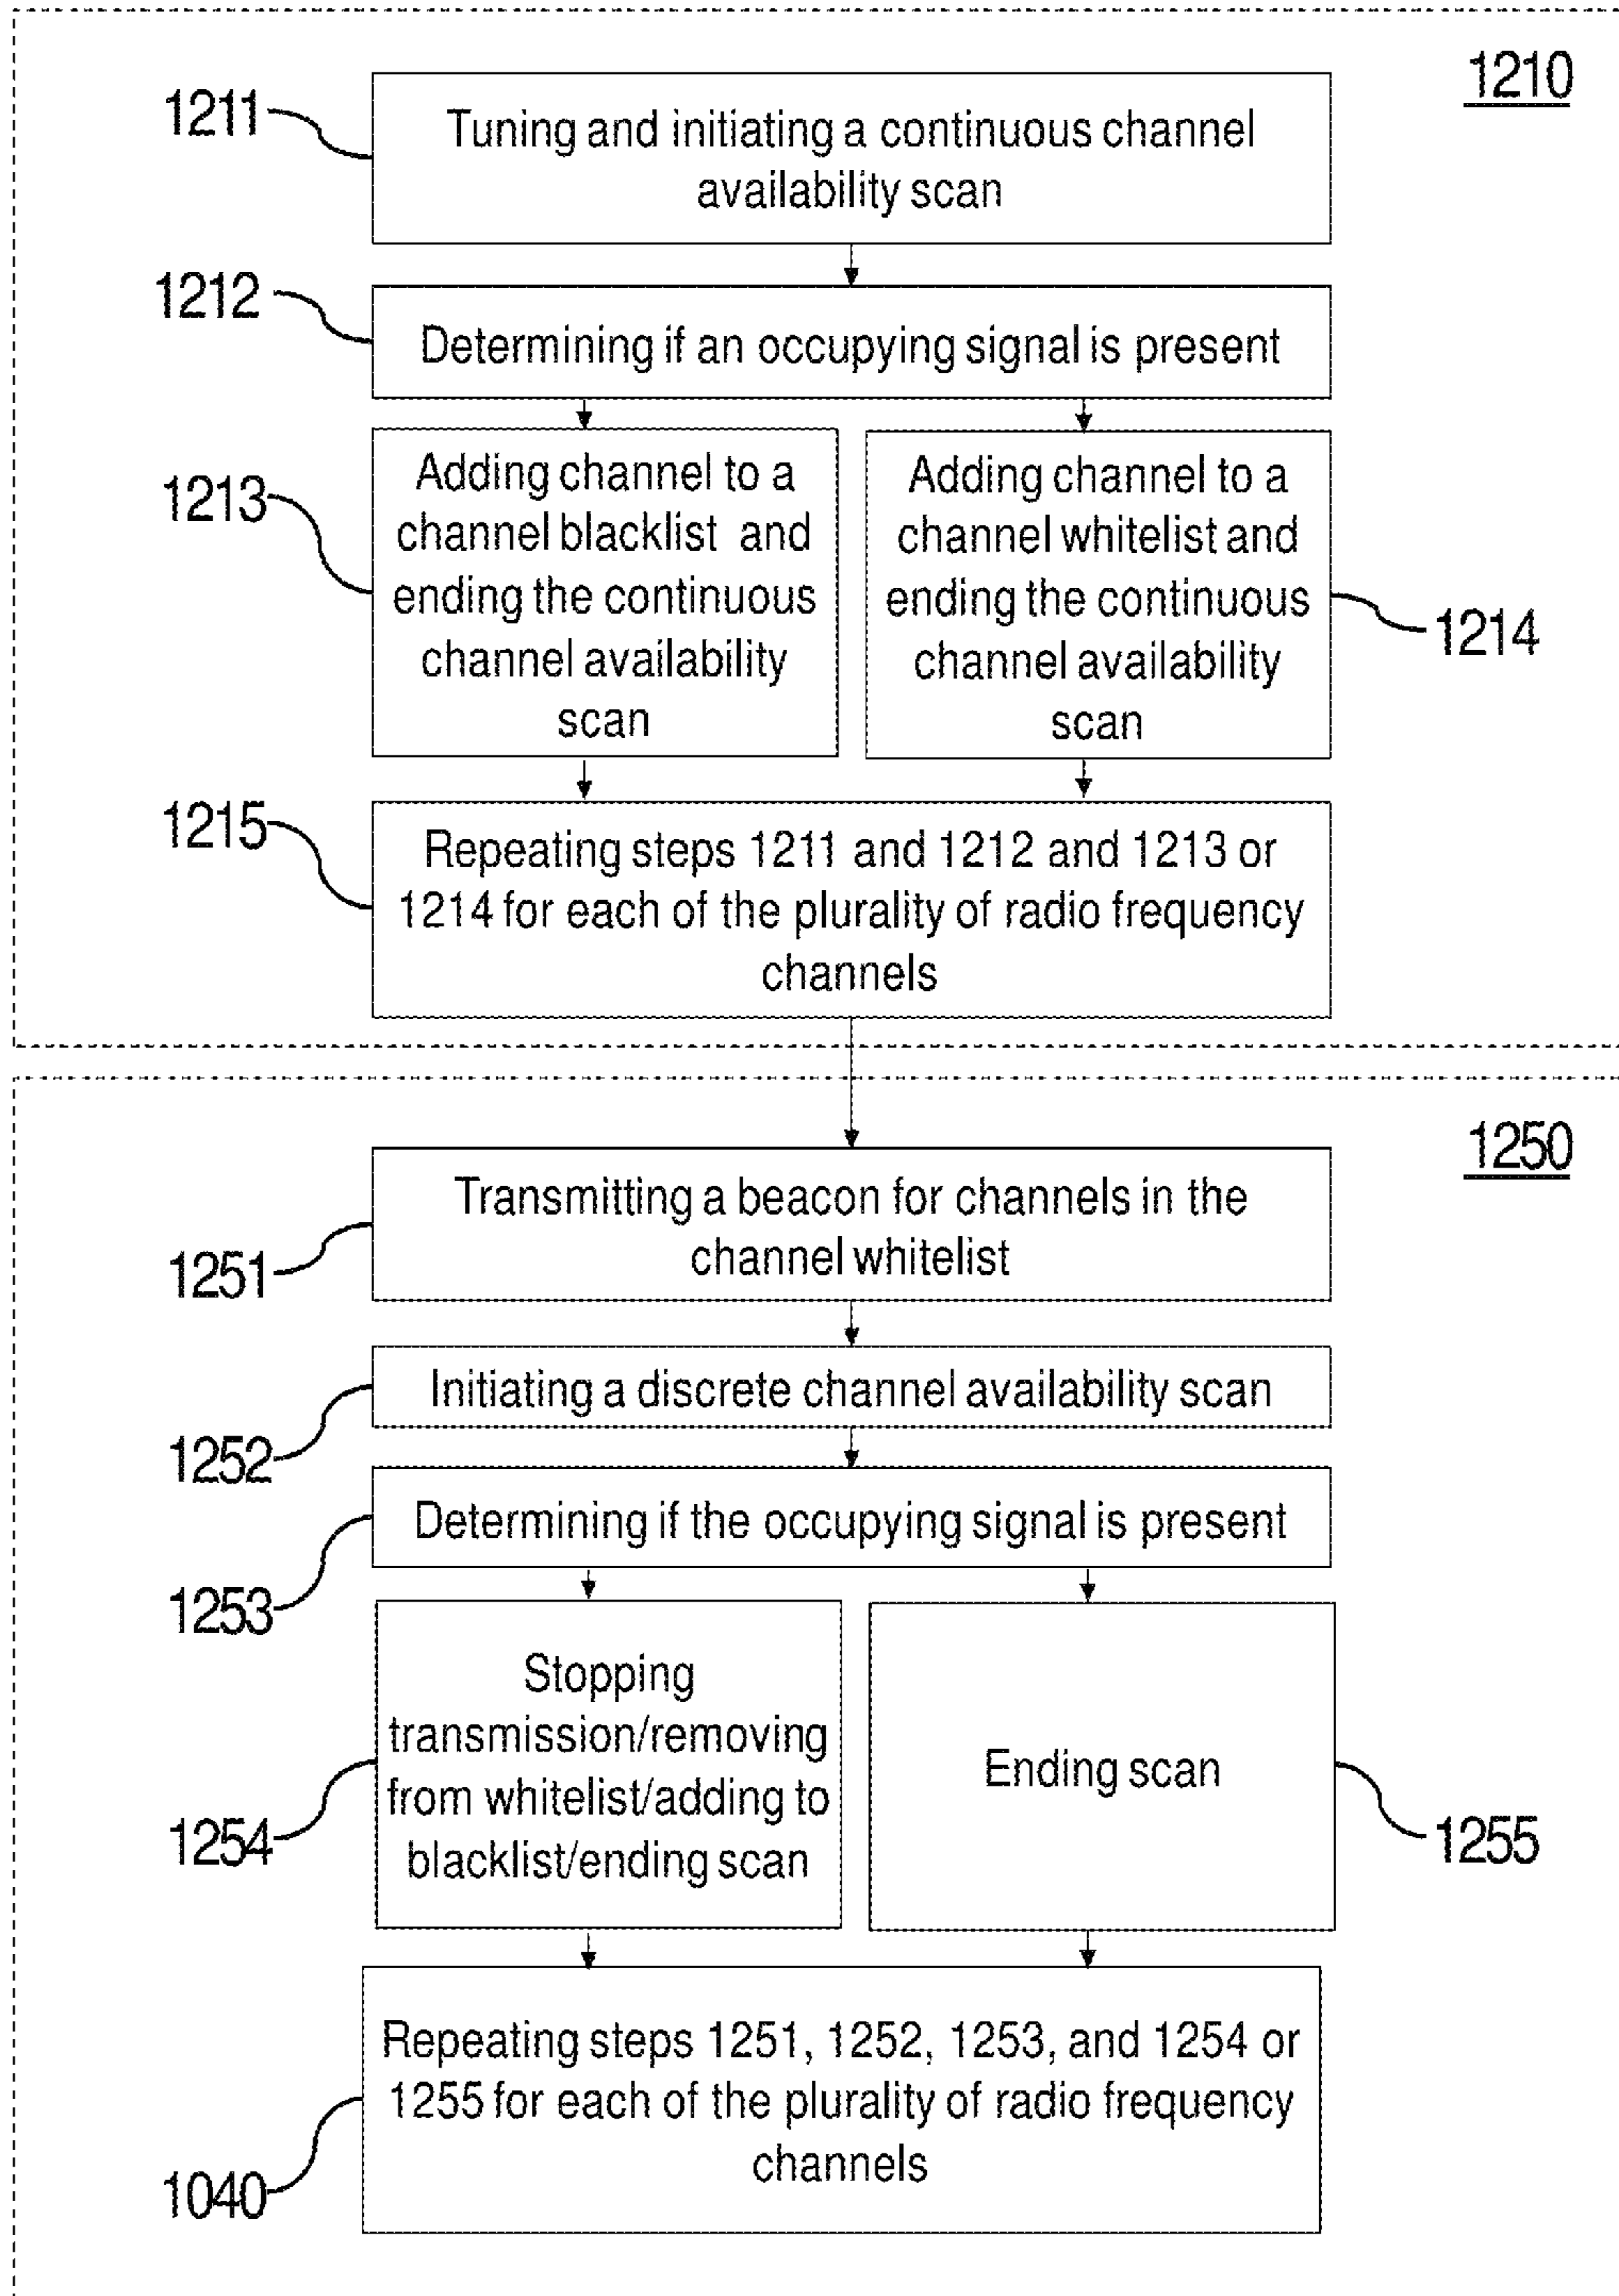 1210
1211
Tuning and initiating a continuous channel
availability scan
1212
Determining if an occupying signal is present
1213
Adding channel to a
channel blacklist and
ending the continuous
channel availability
scan
Adding channel to a
channel whitelist and
ending the continuous
channel availability
scan
1214
1215
Repeating steps 1211 and 1212 and 1213 or
1214 for each of the plurality of radio frequency
channels
1250
Transmitting a beacon for channels in the
channel whitelist
1251
Initiating a discrete channel availability scan
1252
Determining if the occupying signal is present
1253
Stopping
transmission/removing
from whitelist/adding to
blacklist/ending scan
1254
Ending scan
1255
Repeating steps 1251, 1252, 1253, and 1254 or
1255 for each of the plurality of radio frequency
channels
1040